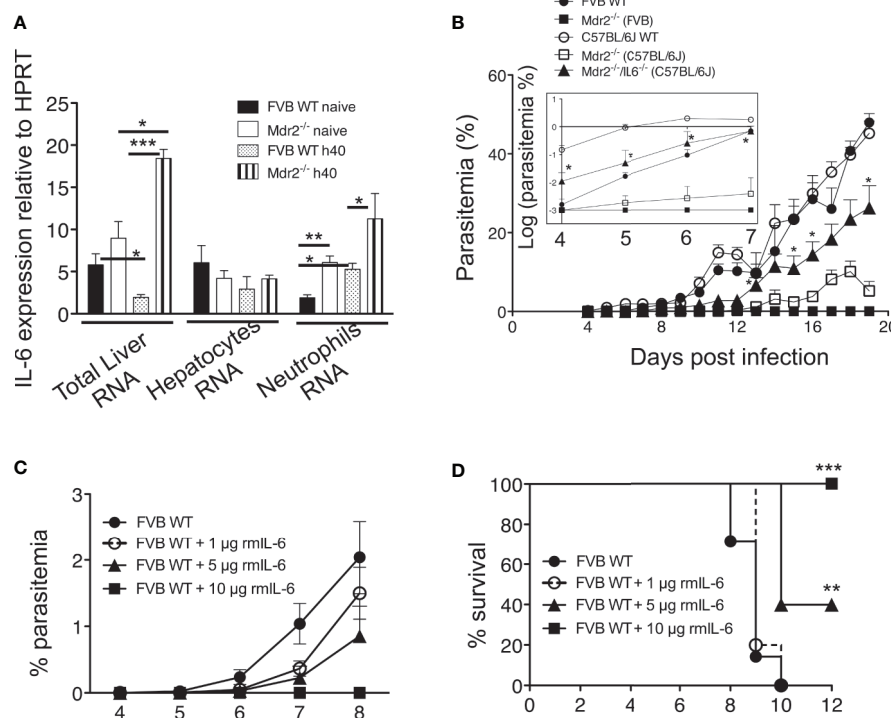 A
IL-6 expression relative to HPRT
25
20
15
10
5
0
*
***
*
**
*
*
FVB WT naive
Mdr2-/- naive
FVB WT h40
Mdr2-/- h40
Total Liver
RNA
Hepatocytes
RNA
Neutrophils
RNA
B
FVB WT
Mdr2-/- (FVB)
C57BL/6J WT
Mdr2-/- (C57BL/6J)
Mdr2-/-/IL6-/- (C57BL/6J)
Parasitemia (%)
60
40
20
0
Log (parasitemia %)
1
0
-1
-2
-3
4 5 6 7
* * * *
* * * *
0 4 8 12 16 20
Days post infection
C
% parasitemia
3
2
1
0
FVB WT
FVB WT + 1 µg rmIL-6
FVB WT + 5 µg rmIL-6
FVB WT + 10 µg rmIL-6
4 5 6 7 8
D
% survival
100
80
60
40
20
0
***
**
FVB WT
FVB WT + 1 µg rmIL-6
FVB WT + 5 µg rmIL-6
FVB WT + 10 µg rmIL-6
0 2 4 6 8 10 12